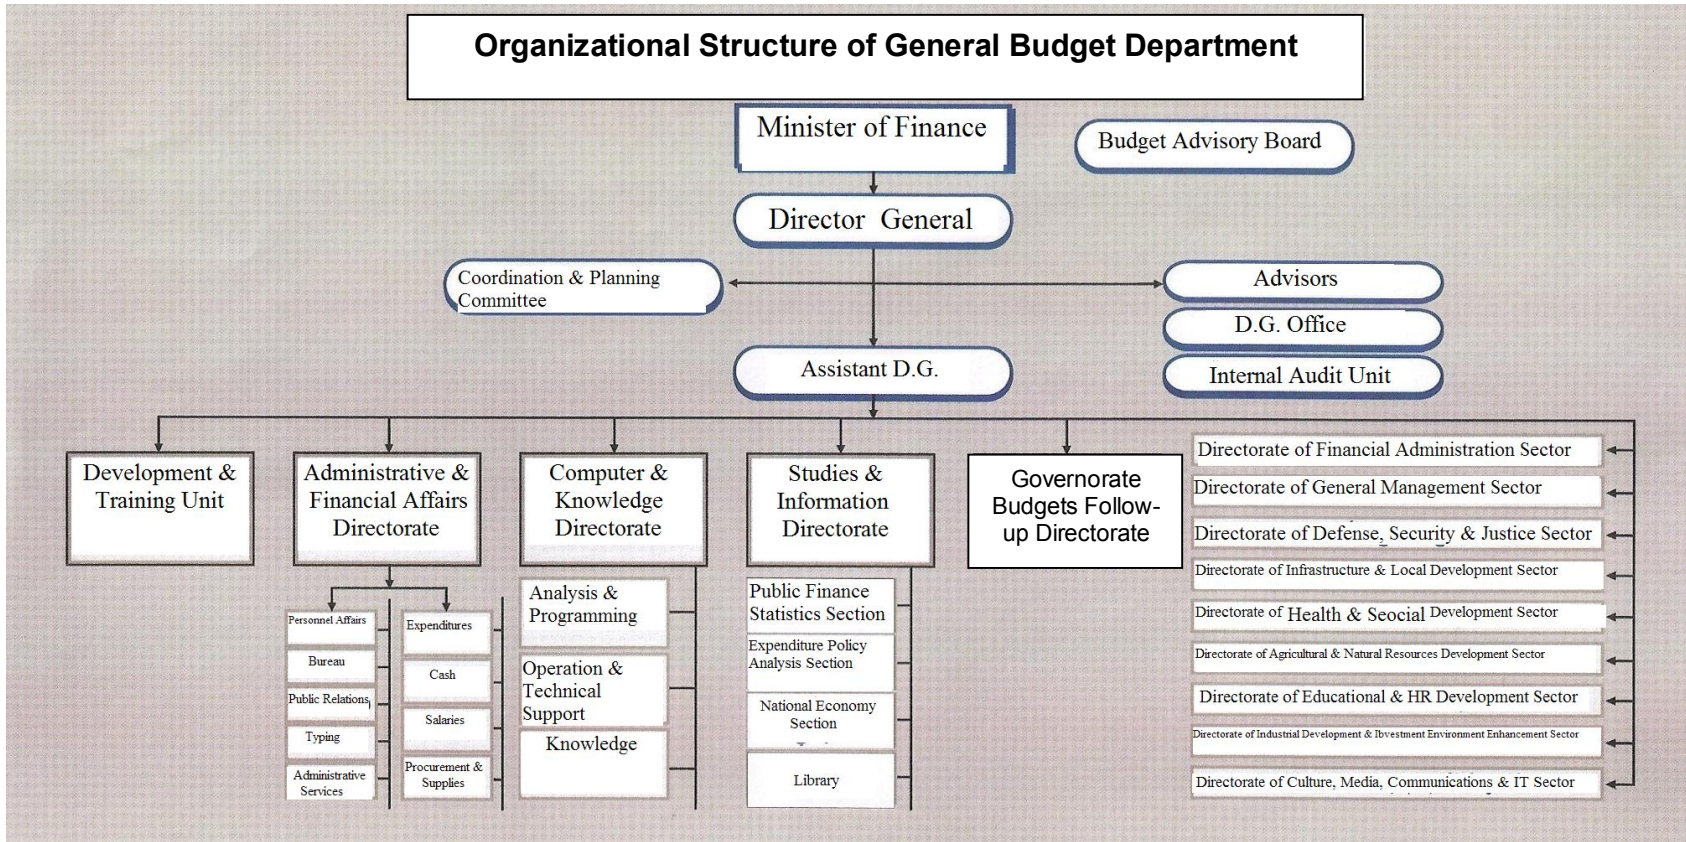 Organizational Structure of General Budget Department
Minister of Finance
Budget Advisory Board
Director General
Coordination & Planning
Committee
Advisors
D.G. Office
Assistant D.G.
Internal Audit Unit
Development &
Training Unit
Administrative &
Financial Affairs
Directorate
Computer &
Knowledge
Directorate
Studies &
Information
Directorate
Governorate
Budgets Follow-
up Directorate
Personnel Affairs
Bureau
Public Relations
Typing
Administrative
Services
Expenditures
Cash
Salaries
Procurement &
Supplies
Analysis &
Programming
Operation &
Technical
Support
Knowledge
Public Finance
Statistics Section
Expenditure Policy
Analysis Section
National Economy
Section
Library
Directorate of Financial Administration Sector
Directorate of General Management Sector
Directorate of Defense, Security & Justice Sector
Directorate of Infrastructure & Local Development Sector
Directorate of Health & Seocial Development Sector
Directorate of Agricultural & Natural Resources Development Sector
Directorate of Educational & HR Development Sector
Directorate of Industrial Development & Ibvestment Environment Enhancement Sector
Directorate of Culture, Media, Communications & IT Sector